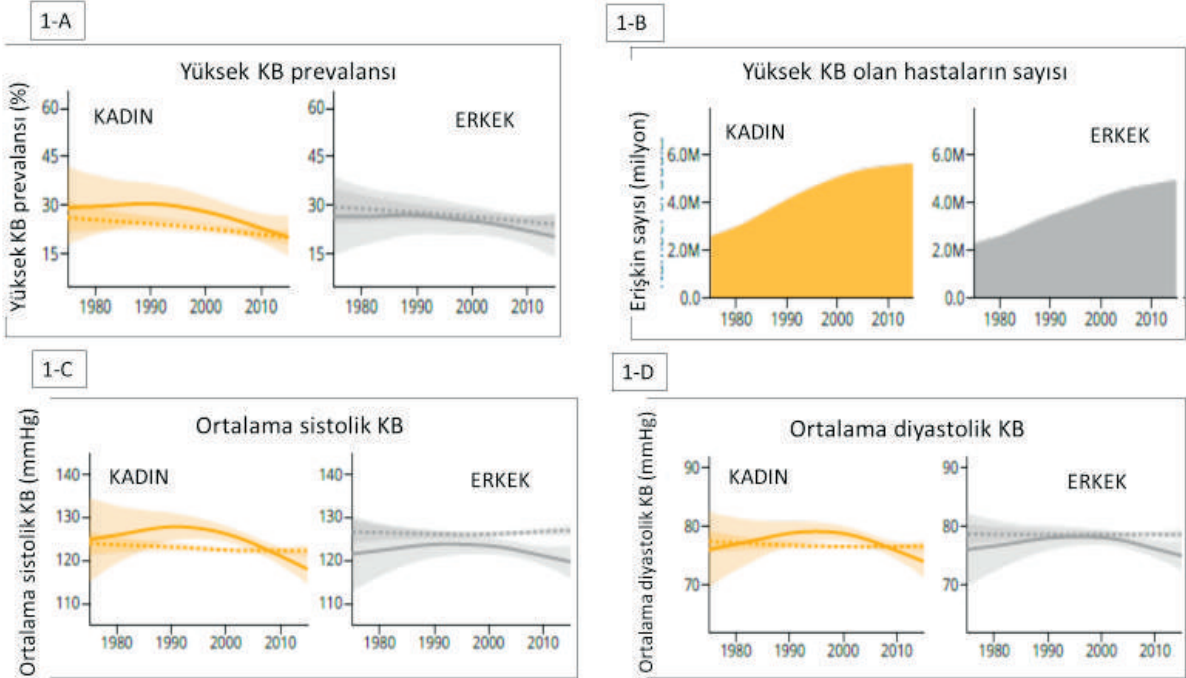 1-A
Yüksek KB prevalansı
Yüksek KB prevalansı (%)
KADIN
60
45
30
15
1980 1990 2000 2010
ERKEK
60
45
30
15
1980 1990 2000 2010
1-B
Yüksek KB olan hastaların sayısı
Erişkin sayısı (milyon)
KADIN
6.0M
4.0M
2.0M
0.0
1980 1990 2000 2010
ERKEK
6.0M
4.0M
2.0M
0.0
1980 1990 2000 2010
1-C
Ortalama sistolik KB
Ortalama sistolik KB (mmHg)
KADIN
140
130
120
110
1980 1990 2000 2010
ERKEK
140
130
120
110
1980 1990 2000 2010
1-D
Ortalama diyastolik KB
Ortalama diyastolik KB (mmHg)
KADIN
90
80
70
1980 1990 2000 2010
ERKEK
90
80
70
1980 1990 2000 2010